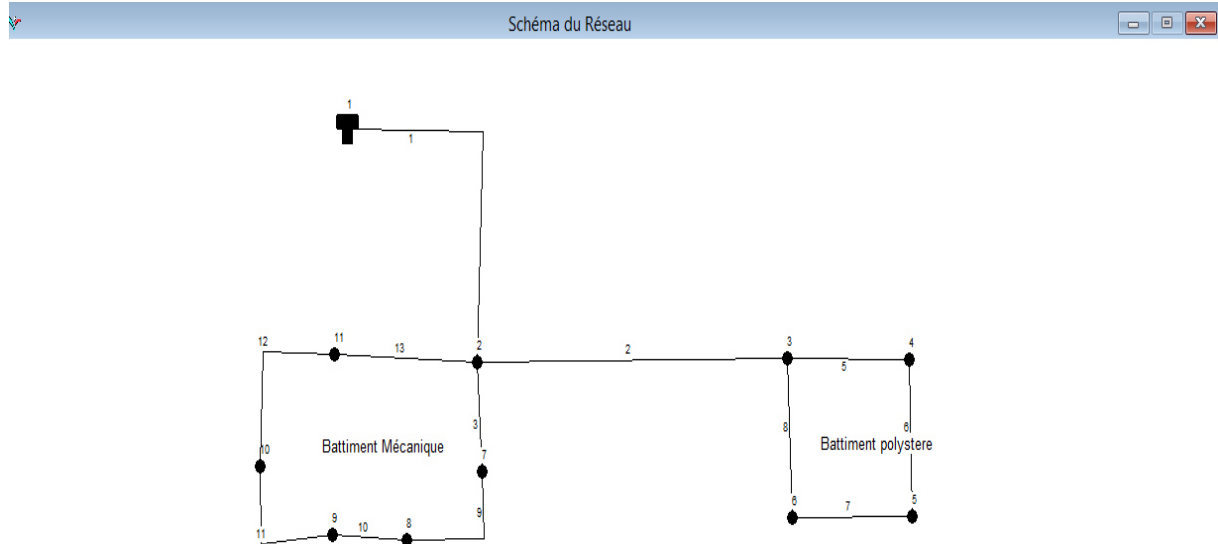 Schéma du Réseau
1
1
12 11 13 2 2 3 4
5
3 8 6
Battiment Mécanique
Battiment polystere
10 7
9 10 8 9 6 7 5
11